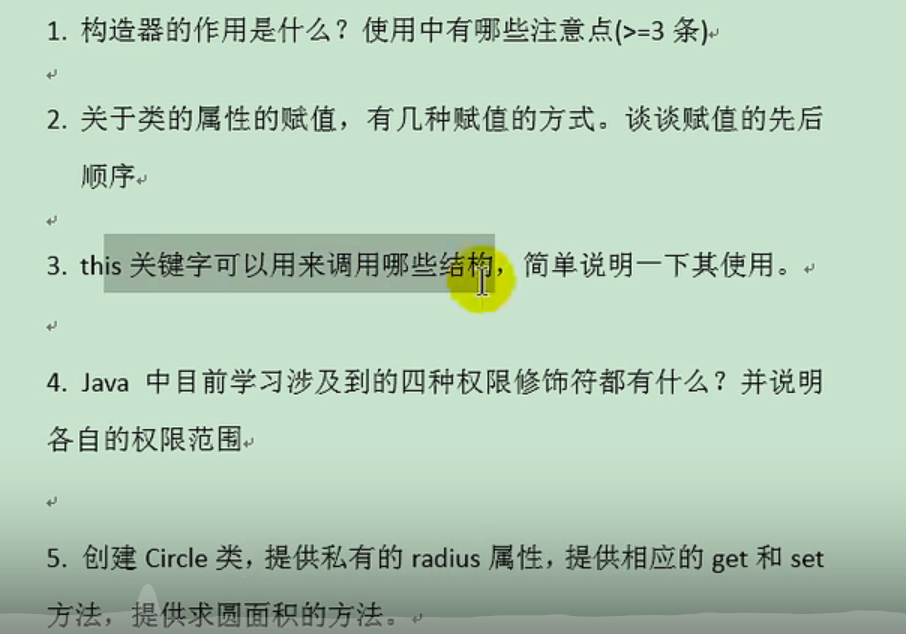 1. 构造器的作用是什么？使用中有哪些注意点(>=3 条)
2. 关于类的属性的赋值，有几种赋值的方式。谈谈赋值的先后
顺序
3. this 关键字可以用来调用哪些结构，简单说明一下其使用。
4. Java 中目前学习涉及到的四种权限修饰符都有什么？并说明
各自的权限范围
5. 创建 Circle 类，提供私有的 radius 属性，提供相应的 get 和 set
方法，提供求圆面积的方法。